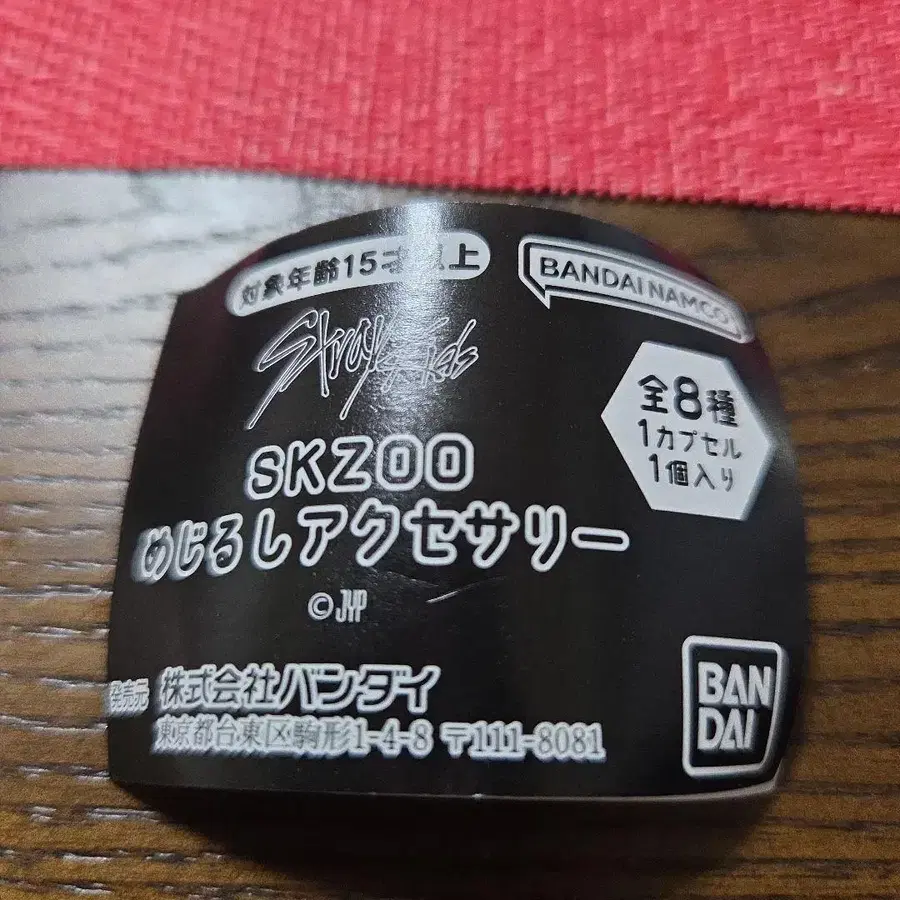 対象年齢15才以上
BANDAI NAMCO
Stray Kids
全8種
1カプセル
1個入り
SKZOO
めじるしアクセサリー
©JYP
発売元 株式会社バンダイ
東京都台東区駒形1-4-8 〒111-8081
BAN
DAI